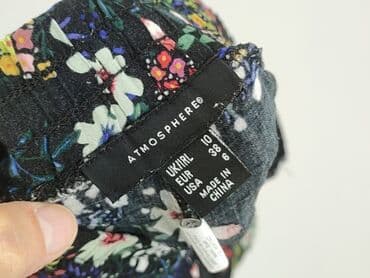 ATMOSPHERE®
UK/IRL 10
EUR 38
USA 6
MADE IN
CHINA